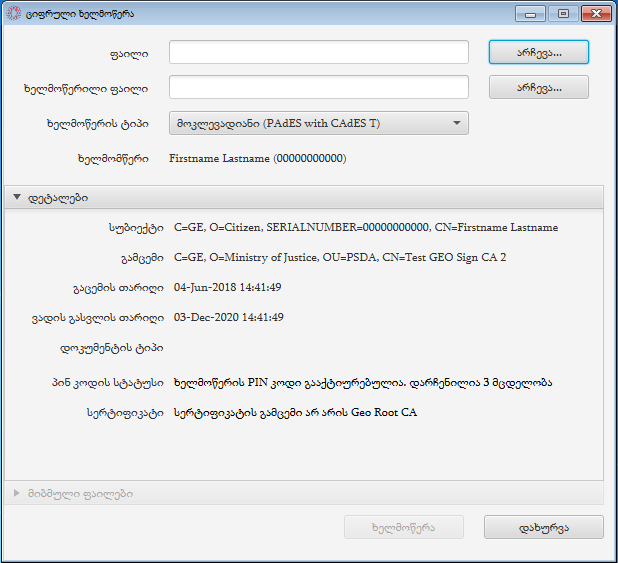 ციფრული ხელმოწერა
ფაილი არჩევა...
ხელმოწერილი ფაილი არჩევა...
ხელმოწერის ტიპი მოკლევადიანი (PAdES with CAdES T)
ხელმომწერი Firstname Lastname (00000000000)
დეტალები
სუბიექტი C=GE, O=Citizen, SERIALNUMBER=00000000000, CN=Firstname Lastname
გამცემი C=GE, O=Ministry of Justice, OU=PSDA, CN=Test GEO Sign CA 2
გაცემის თარიღი 04-Jun-2018 14:41:49
ვადის გასვლის თარიღი 03-Dec-2020 14:41:49
დოკუმენტის ტიპი
პინ კოდის სტატუსი ხელმოწერის PIN კოდი გააქტიურებულია. დარჩენილია 3 მცდელობა
სერტიფიკატი სერტიფიკატის გამცემი არ არის Geo Root CA
მიბმული ფაილები
ხელმოწერა დახურვა